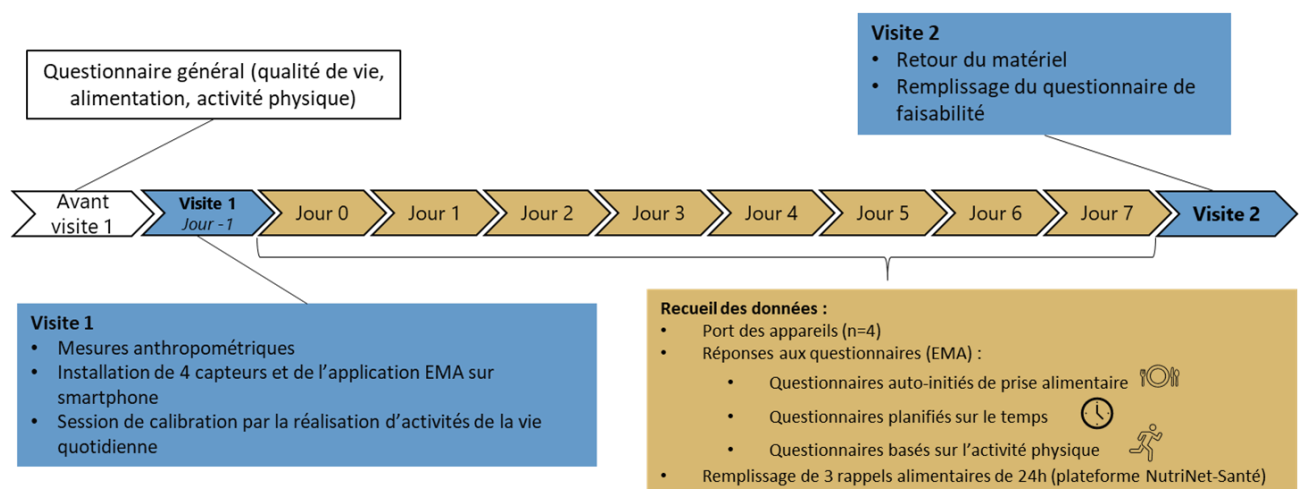 Questionnaire général (qualité de vie,
alimentation, activité physique)
Visite 2
• Retour du matériel
• Remplissage du questionnaire de
faisabilité
Avant
visite 1
Visite 1
Jour -1
Jour 0
Jour 1
Jour 2
Jour 3
Jour 4
Jour 5
Jour 6
Jour 7
Visite 2
Visite 1
• Mesures anthropométriques
• Installation de 4 capteurs et de l’application EMA sur
smartphone
• Session de calibration par la réalisation d’activités de la vie
quotidienne
Recueil des données :
• Port des appareils (n=4)
• Réponses aux questionnaires (EMA) :
• Questionnaires auto-initiés de prise alimentaire
• Questionnaires planifiés sur le temps
• Questionnaires basés sur l’activité physique
• Remplissage de 3 rappels alimentaires de 24h (plateforme NutriNet-Santé)